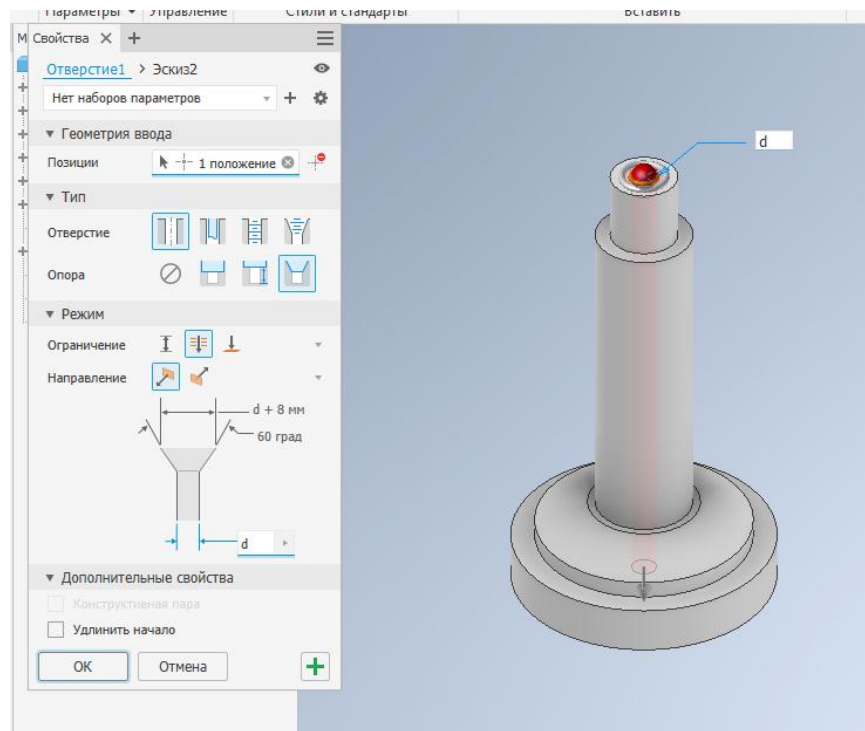 Параметры Управление Стили и стандарты Вставить
М Свойства × +
Отверстие1 > Эскиз2
Нет наборов параметров
Геометрия ввода
Позиции 1 положение
Тип
Отверстие
Опора
Режим
Ограничение
Направление
d + 8 мм
60 град
d
Дополнительные свойства
Конструктивная пара
Удлинить начало
ОК Отмена
d